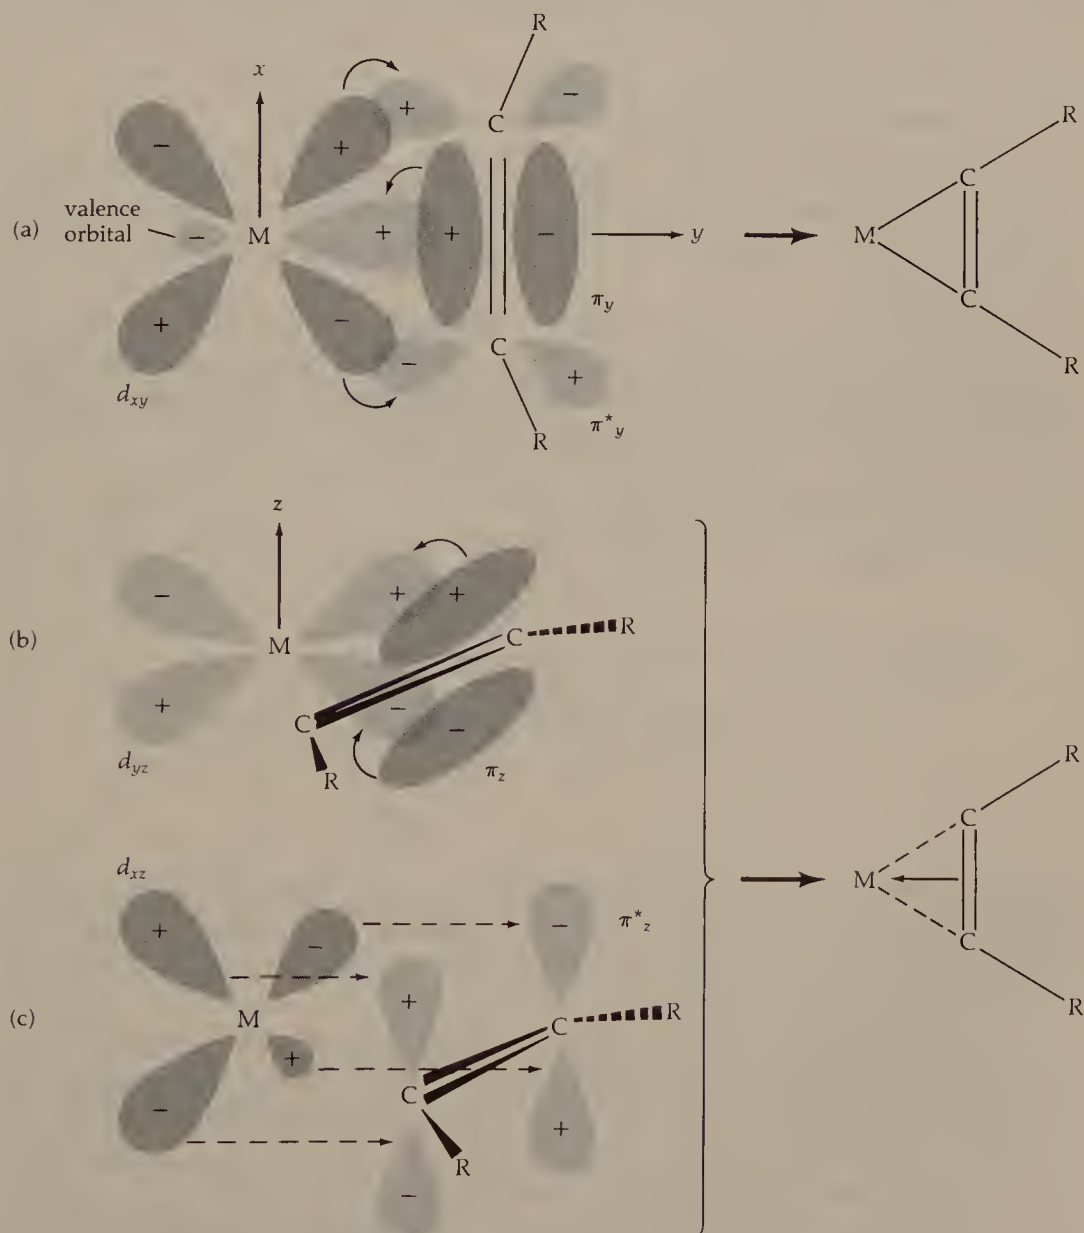 (a)
x
valence
orbital
M
d_xy
−
+
−
+
−
+
+
−
+
−
−
+
R
C
C
R
π_y
π*_y
y
M
C
C
R
R
(b)
z
M
−
+
+
+
−
−
C
C
R
R
d_yz
π_z
(c)
d_xz
+
−
M
+
−
+
−
−
+
π*_z
C
C
R
R
M
C
C
R
R